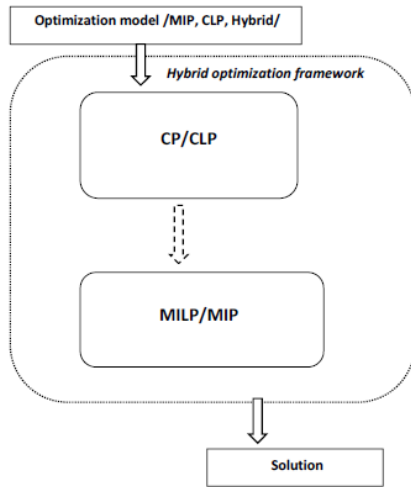 Optimization model /MIP, CLP, Hybrid/
Hybrid optimization framework
CP/CLP
MILP/MIP
Solution